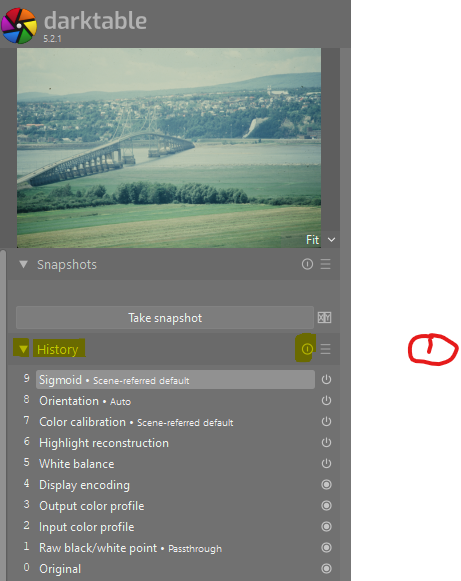 darktable
5.2.1
Fit
Snapshots
Take snapshot
History
1
9 Sigmoid • Scene-referred default
8 Orientation • Auto
7 Color calibration • Scene-referred default
6 Highlight reconstruction
5 White balance
4 Display encoding
3 Output color profile
2 Input color profile
1 Raw black/white point • Passthrough
0 Original